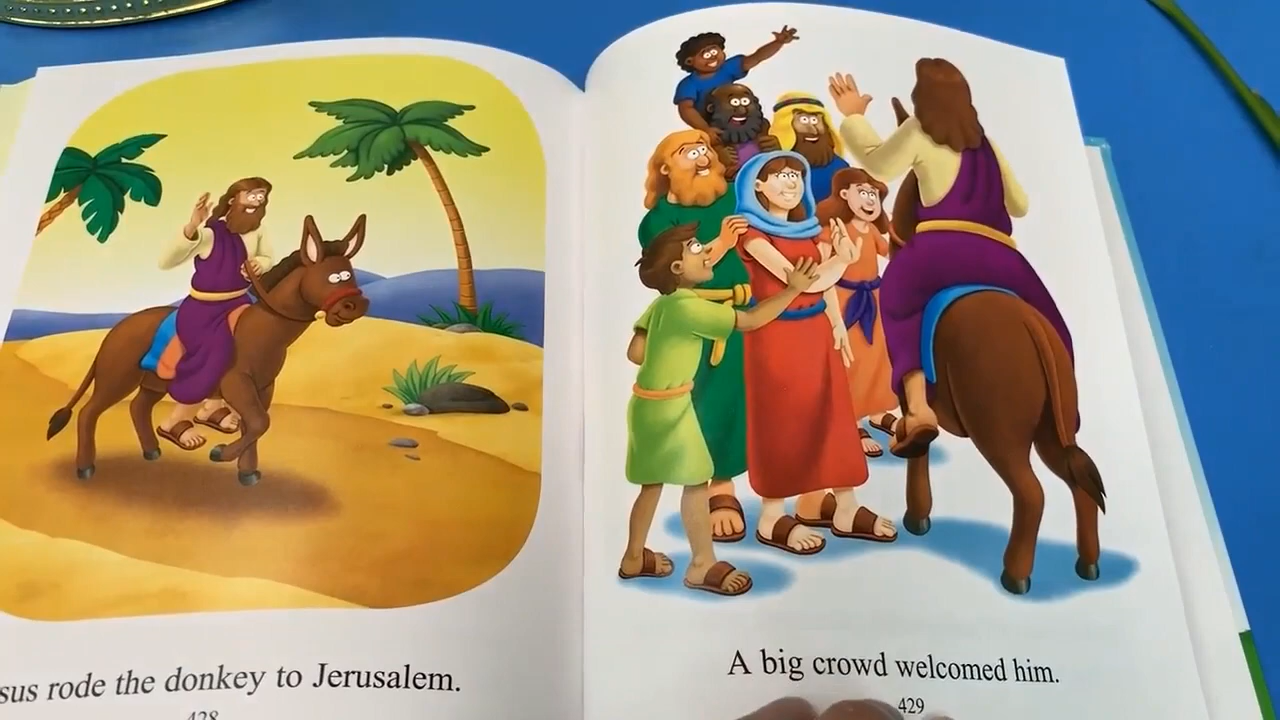 sus rode the donkey to Jerusalem.
428
A big crowd welcomed him.
429